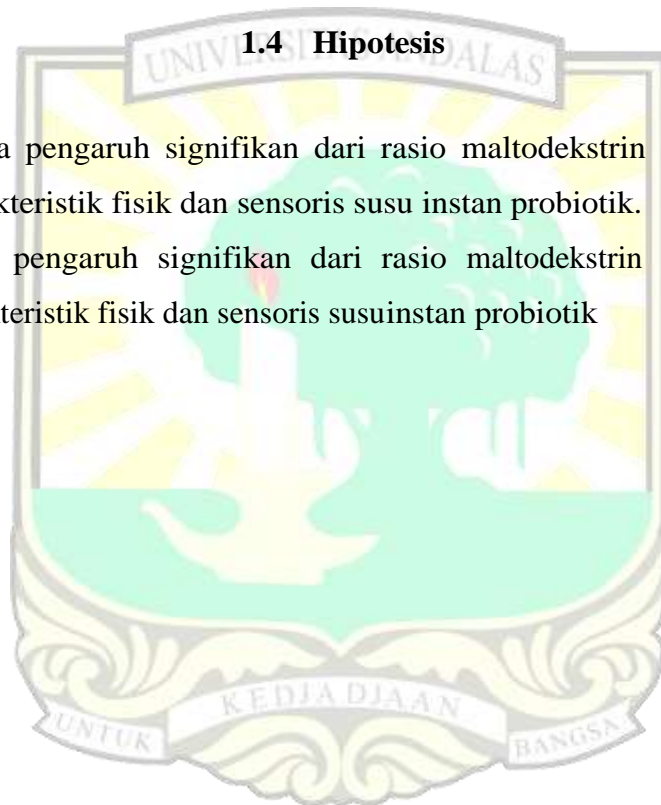 1.4 Hipotesis
UNIVERSITAS ANDALAS
a pengaruh signifikan dari rasio maltodekstrin
kteristik fisik dan sensoris susu instan probiotik.
pengaruh signifikan dari rasio maltodekstrin
teristik fisik dan sensoris susuinstan probiotik
UNTUK KEDJADJAAN BANGSA